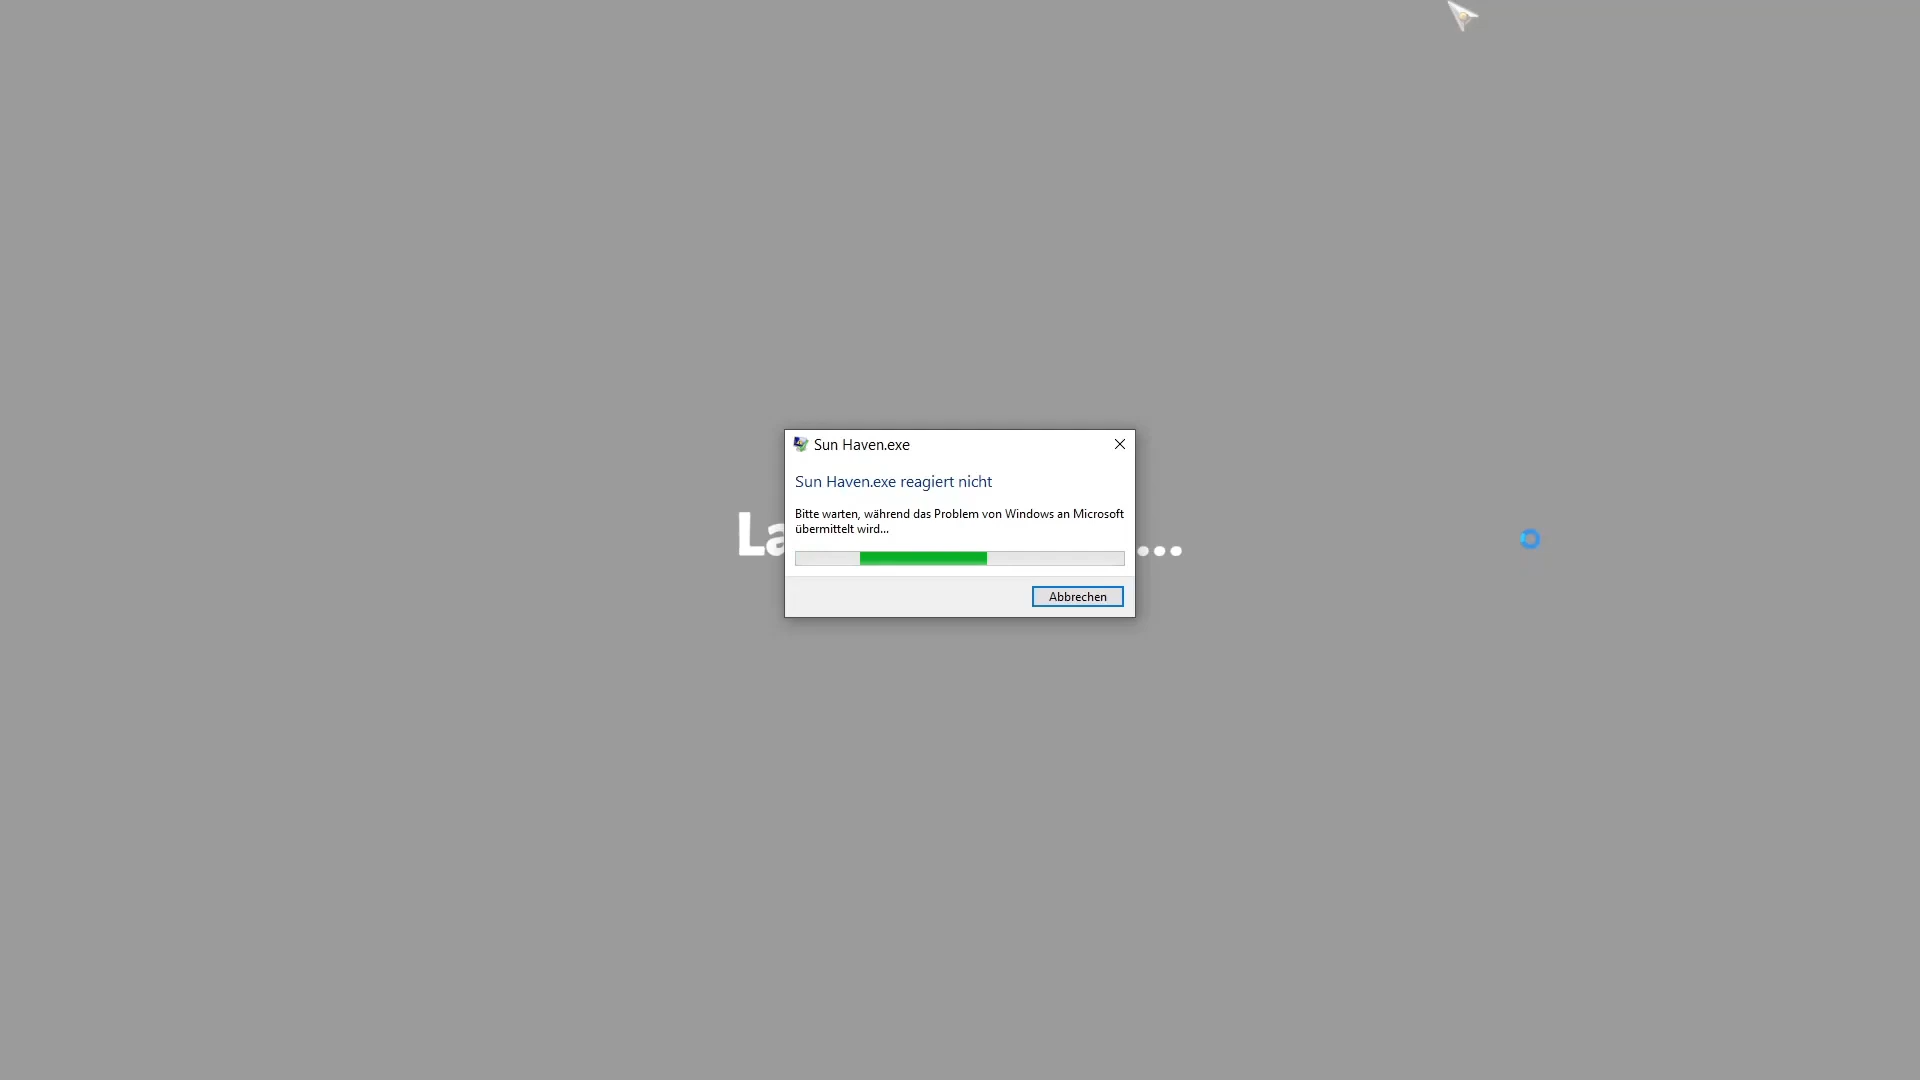 Sun Haven.exe
Sun Haven.exe reagiert nicht
Bitte warten, während das Problem von Windows an Microsoft
übermittelt wird...
La ...
Abbrechen